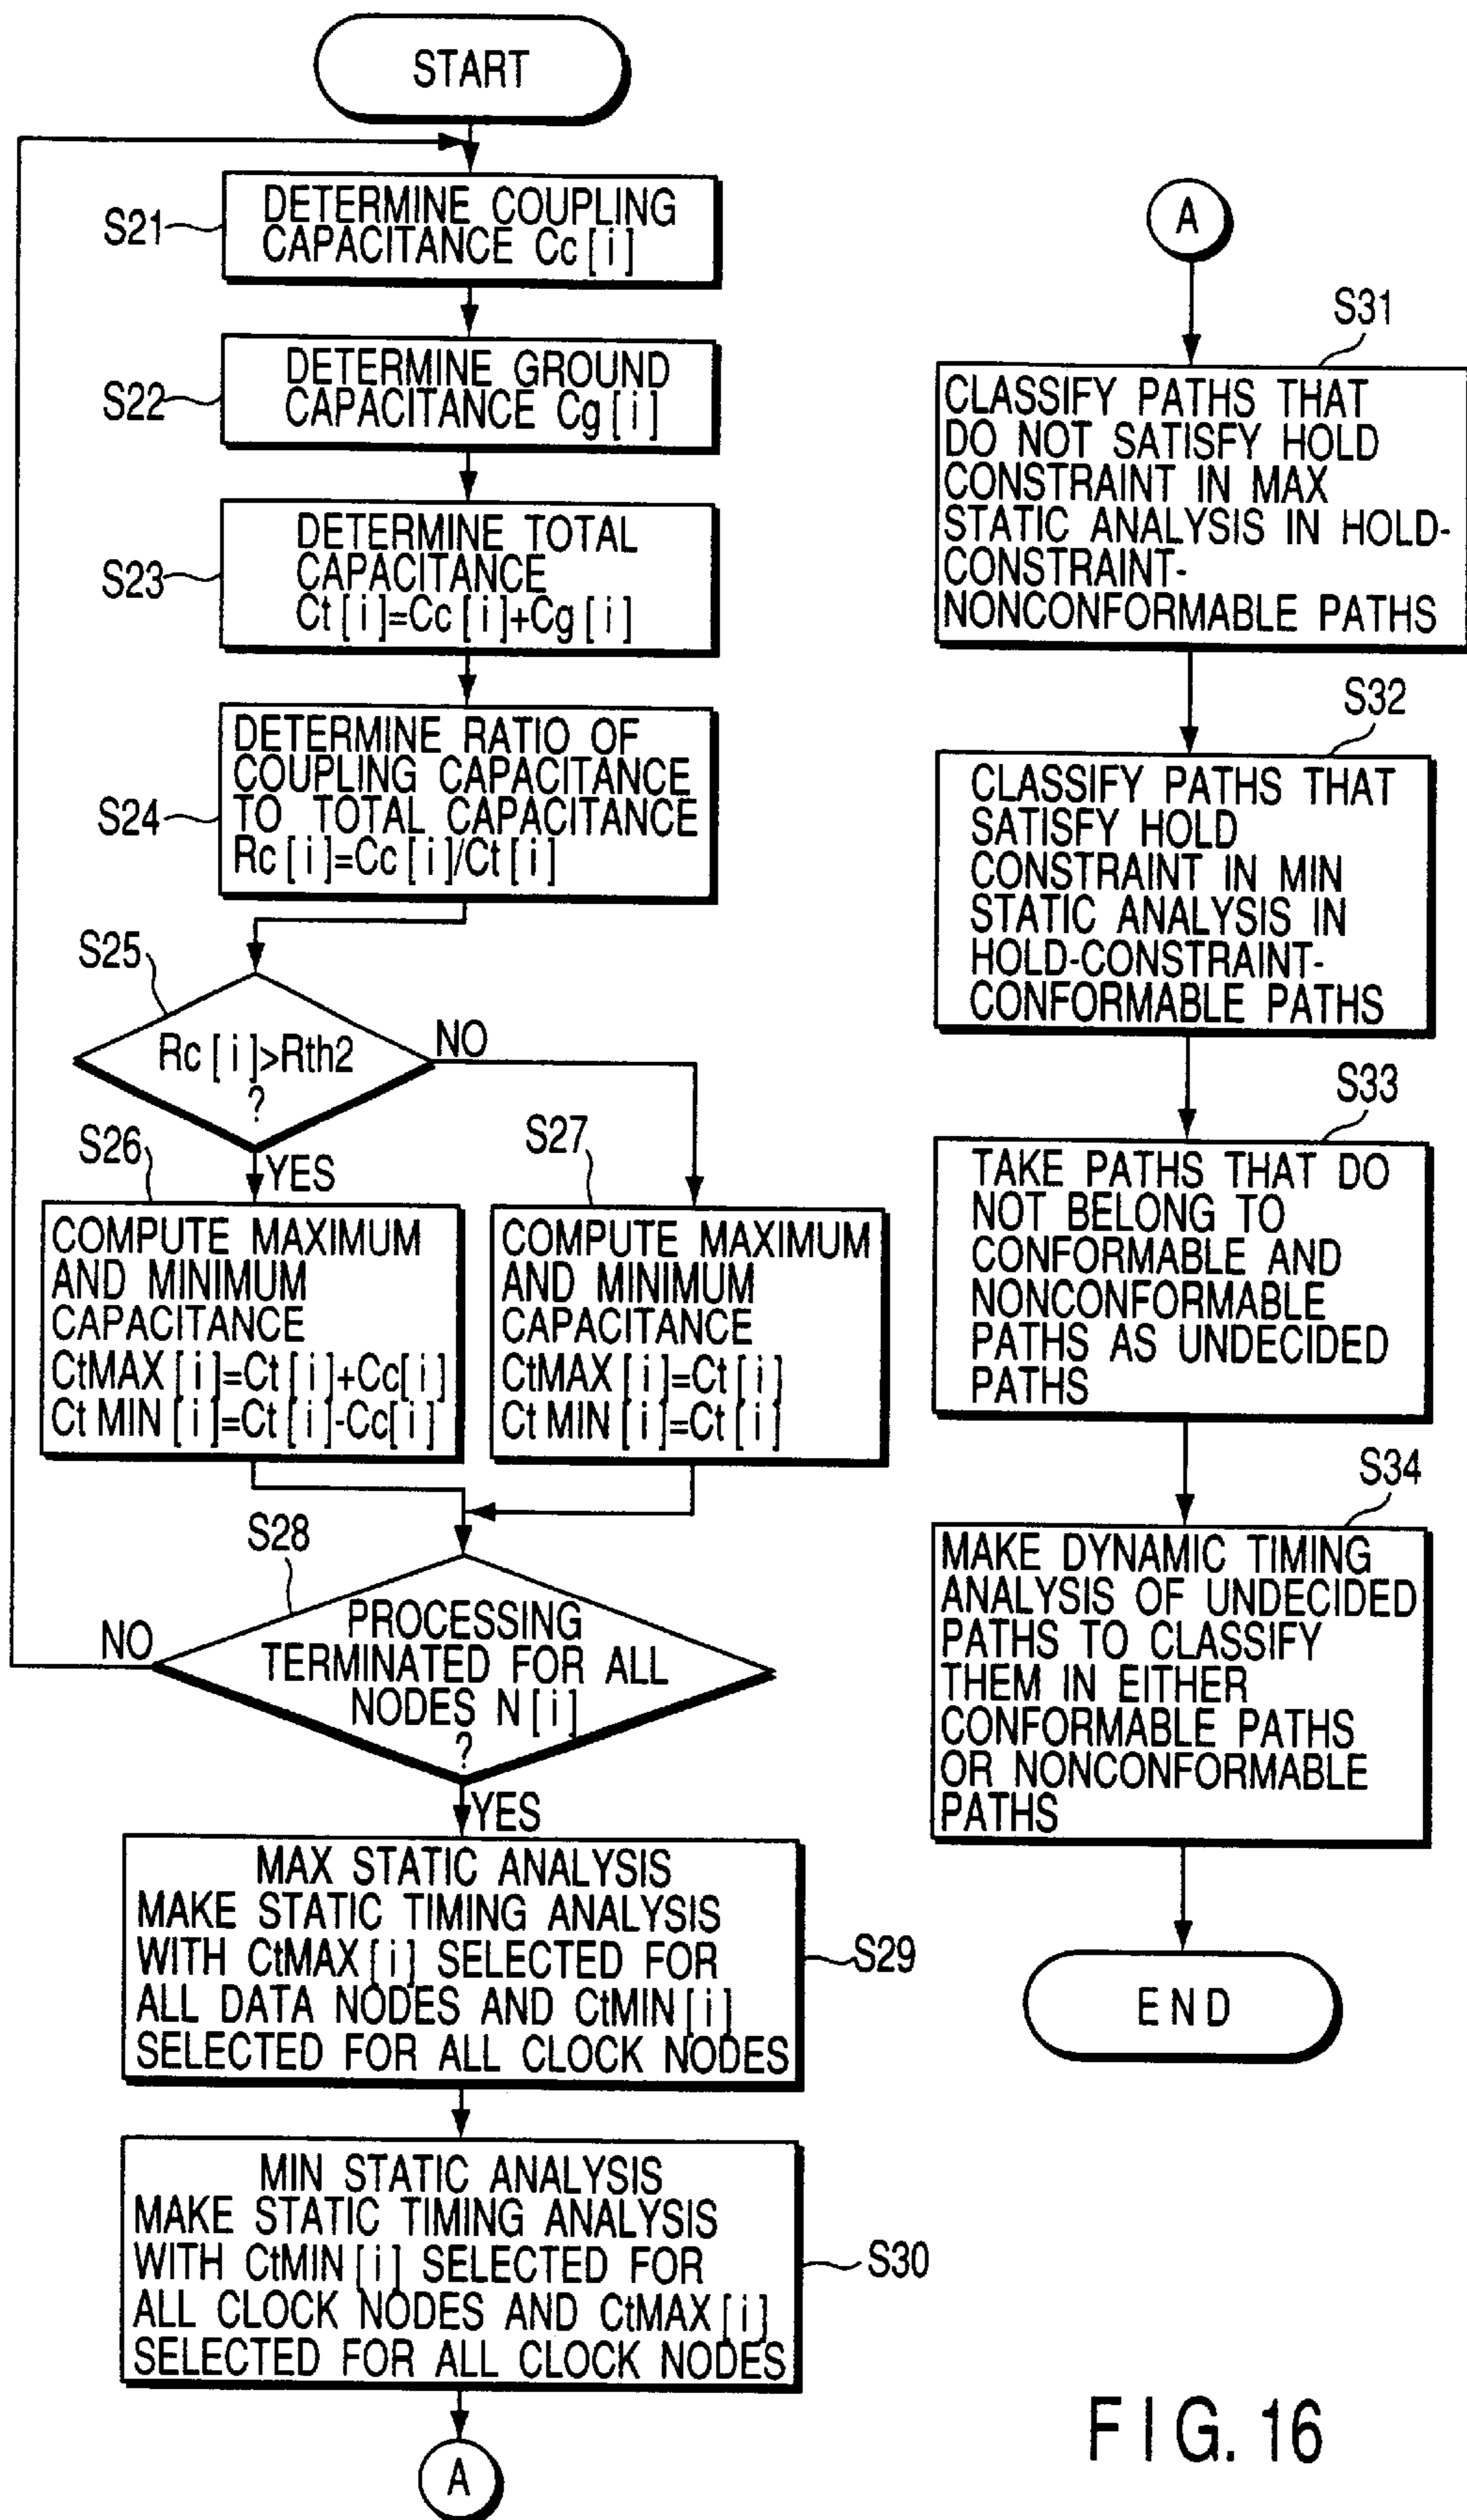 START
S21
DETERMINE COUPLING
CAPACITANCE Cc[i]
S22
DETERMINE GROUND
CAPACITANCE Cg[i]
S23
DETERMINE TOTAL
CAPACITANCE
Ct[i]=Cc[i]+Cg[i]
S24
DETERMINE RATIO OF
COUPLING CAPACITANCE
TO TOTAL CAPACITANCE
Rc[i]=Cc[i]/Ct[i]
S25
Rc[i]>Rth2
?
NO
YES
S26
COMPUTE MAXIMUM
AND MINIMUM
CAPACITANCE
CtMAX[i]=Ct[i]+Cc[i]
CtMIN[i]=Ct[i]-Cc[i]
S27
COMPUTE MAXIMUM
AND MINIMUM
CAPACITANCE
CtMAX[i]=Ct[i]
CtMIN[i]=Ct[i]
S28
PROCESSING
TERMINATED FOR ALL
NODES N[i]
?
NO
YES
MAX STATIC ANALYSIS
MAKE STATIC TIMING ANALYSIS
WITH CtMAX[i] SELECTED FOR
ALL DATA NODES AND CtMIN[i]
SELECTED FOR ALL CLOCK NODES
S29
MIN STATIC ANALYSIS
MAKE STATIC TIMING ANALYSIS
WITH CtMIN[i] SELECTED FOR
ALL CLOCK NODES AND CtMAX[i]
SELECTED FOR ALL CLOCK NODES
S30
A
A
S31
CLASSIFY PATHS THAT
DO NOT SATISFY HOLD
CONSTRAINT IN MAX
STATIC ANALYSIS IN HOLD-
CONSTRAINT-
NONCONFORMABLE PATHS
S32
CLASSIFY PATHS THAT
SATISFY HOLD
CONSTRAINT IN MIN
STATIC ANALYSIS IN
HOLD-CONSTRAINT-
CONFORMABLE PATHS
S33
TAKE PATHS THAT DO
NOT BELONG TO
CONFORMABLE AND
NONCONFORMABLE
PATHS AS UNDECIDED
PATHS
S34
MAKE DYNAMIC TIMING
ANALYSIS OF UNDECIDED
PATHS TO CLASSIFY
THEM IN EITHER
CONFORMABLE PATHS
OR NONCONFORMABLE
PATHS
END
FIG. 16